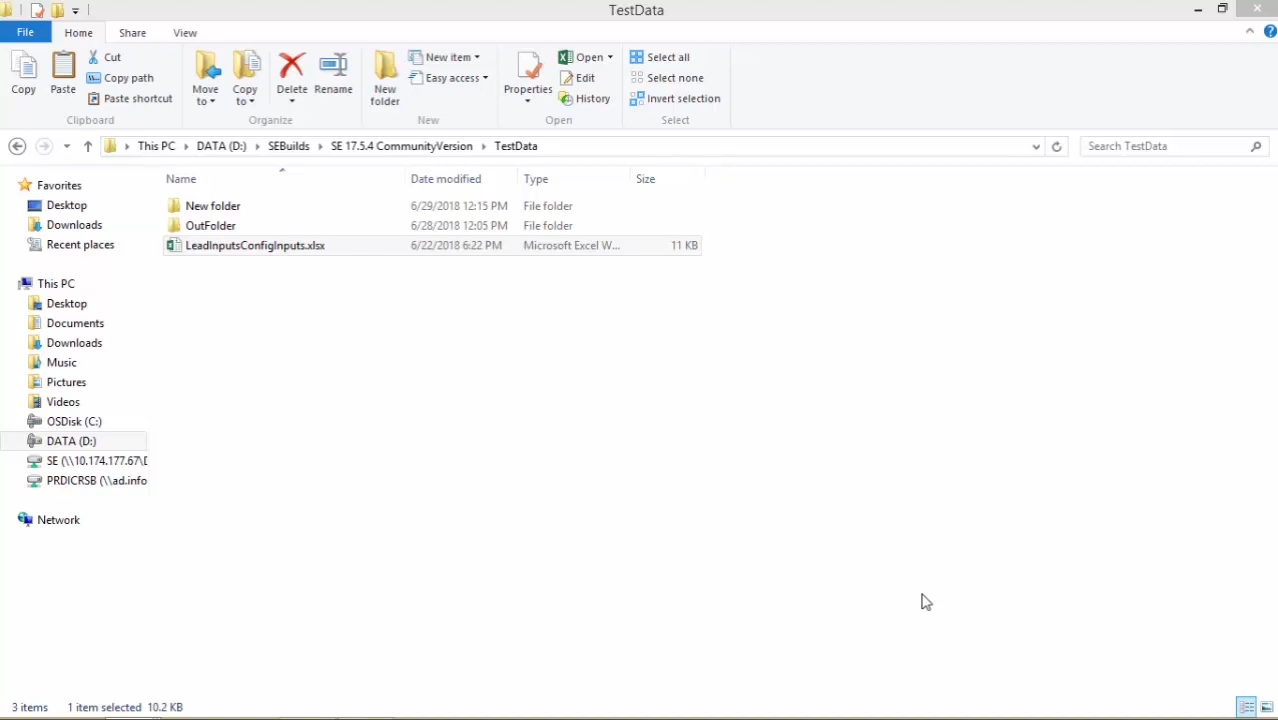 TestData
File Home Share View
Copy Paste Cut Copy path Paste shortcut Clipboard
Move to Copy to Delete Rename Organize
New folder New item Easy access New
Properties Open Edit History Open
Select all Select none Invert selection Select
This PC DATA (D:) SEBuilds SE 17.5.4 CommunityVersion TestData Search TestData
Name Date modified Type Size
New folder 6/29/2018 12:15 PM File folder
OutFolder 6/28/2018 12:05 PM File folder
LeadInputsConfigInputs.xlsx 6/22/2018 6:22 PM Microsoft Excel W... 11 KB
Favorites
Desktop
Downloads
Recent places
This PC
Desktop
Documents
Downloads
Music
Pictures
Videos
OSDisk (C:)
DATA (D:)
SE (\\10.174.177.67\D
PRDICRSB (\\ad.info
Network
3 items 1 item selected 10.2 KB